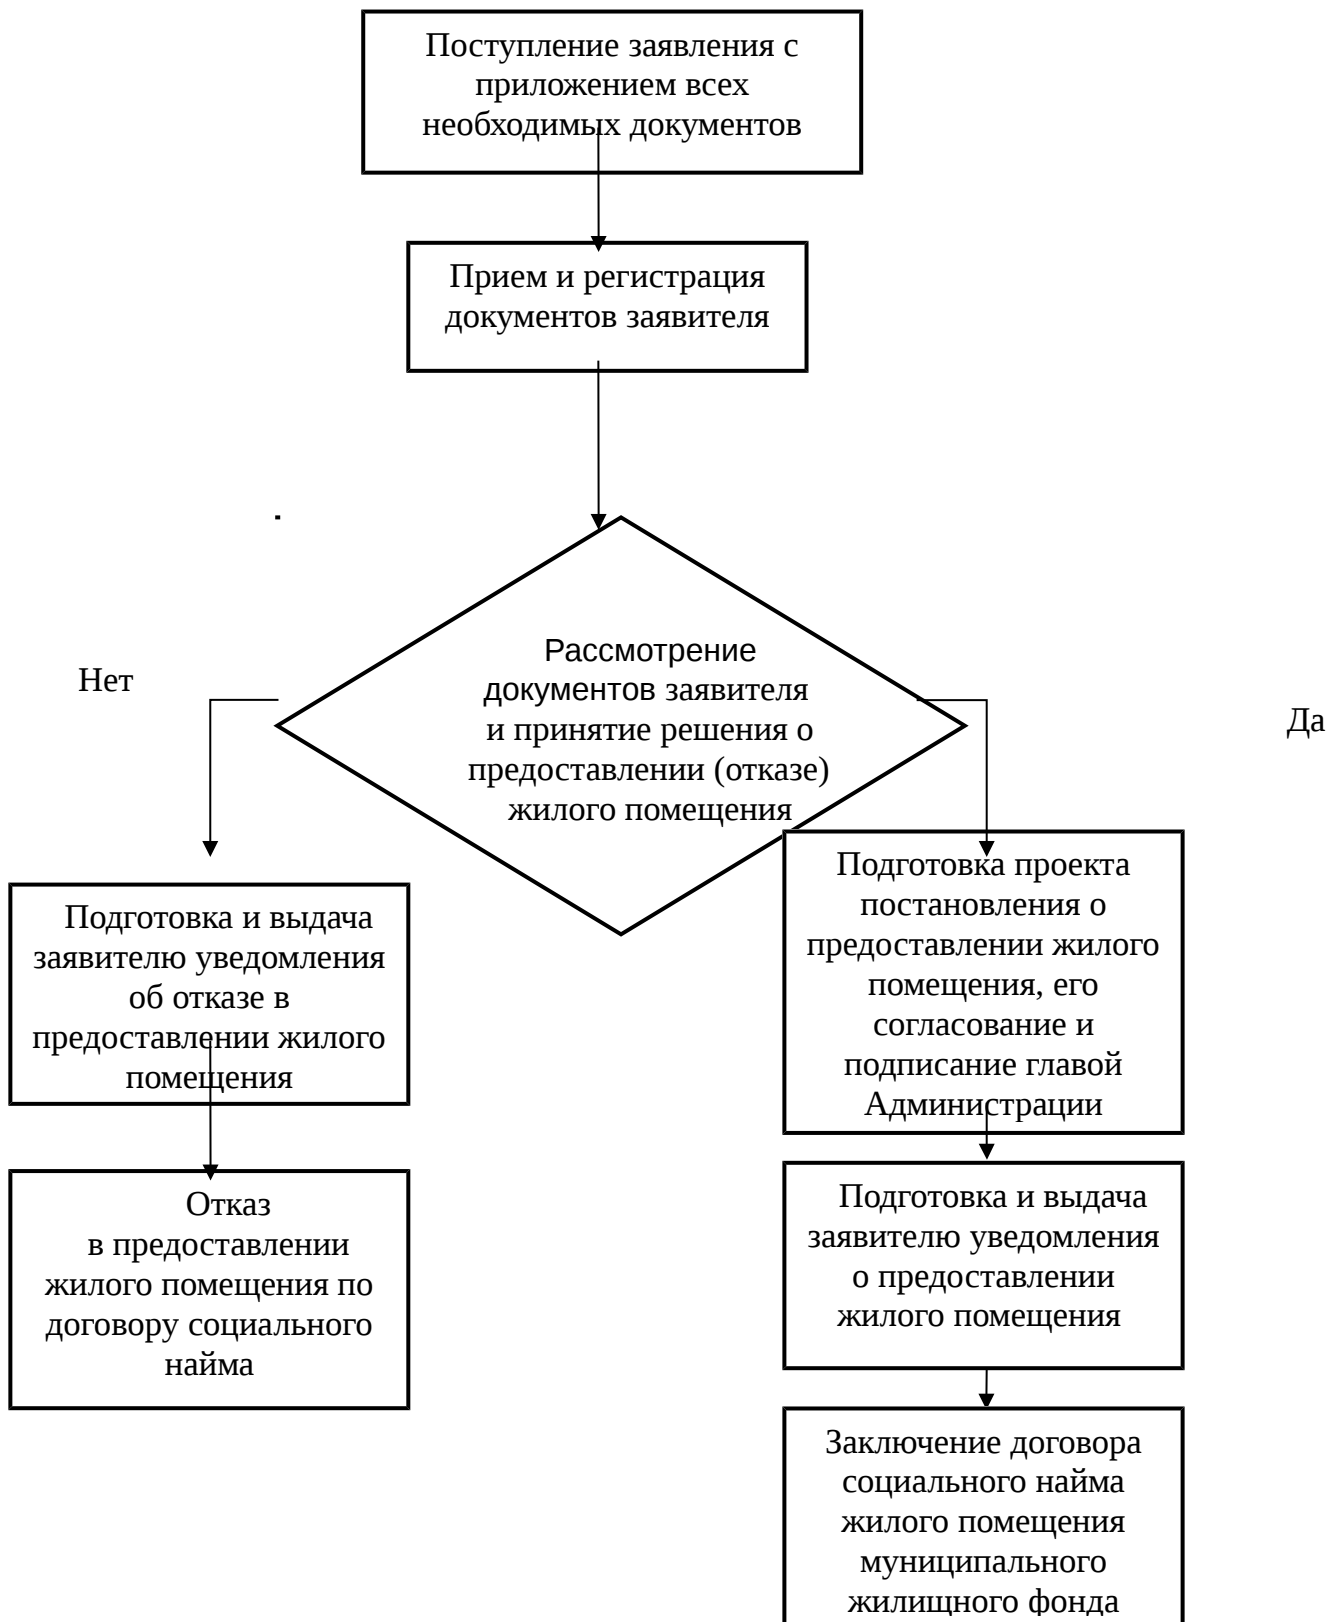 Поступление заявления с
приложением всех
необходимых документов
Прием и регистрация
документов заявителя
Рассмотрение
документов заявителя
и принятие решения о
предоставлении (отказе)
жилого помещения
Нет
Да
Подготовка и выдача
заявителю уведомления
об отказе в
предоставлении жилого
помещения
Отказ
в предоставлении
жилого помещения по
договору социального
найма
Подготовка проекта
постановления о
предоставлении жилого
помещения, его
согласование и
подписание главой
Администрации
Подготовка и выдача
заявителю уведомления
о предоставлении
жилого помещения
Заключение договора
социального найма
жилого помещения
муниципального
жилищного фонда